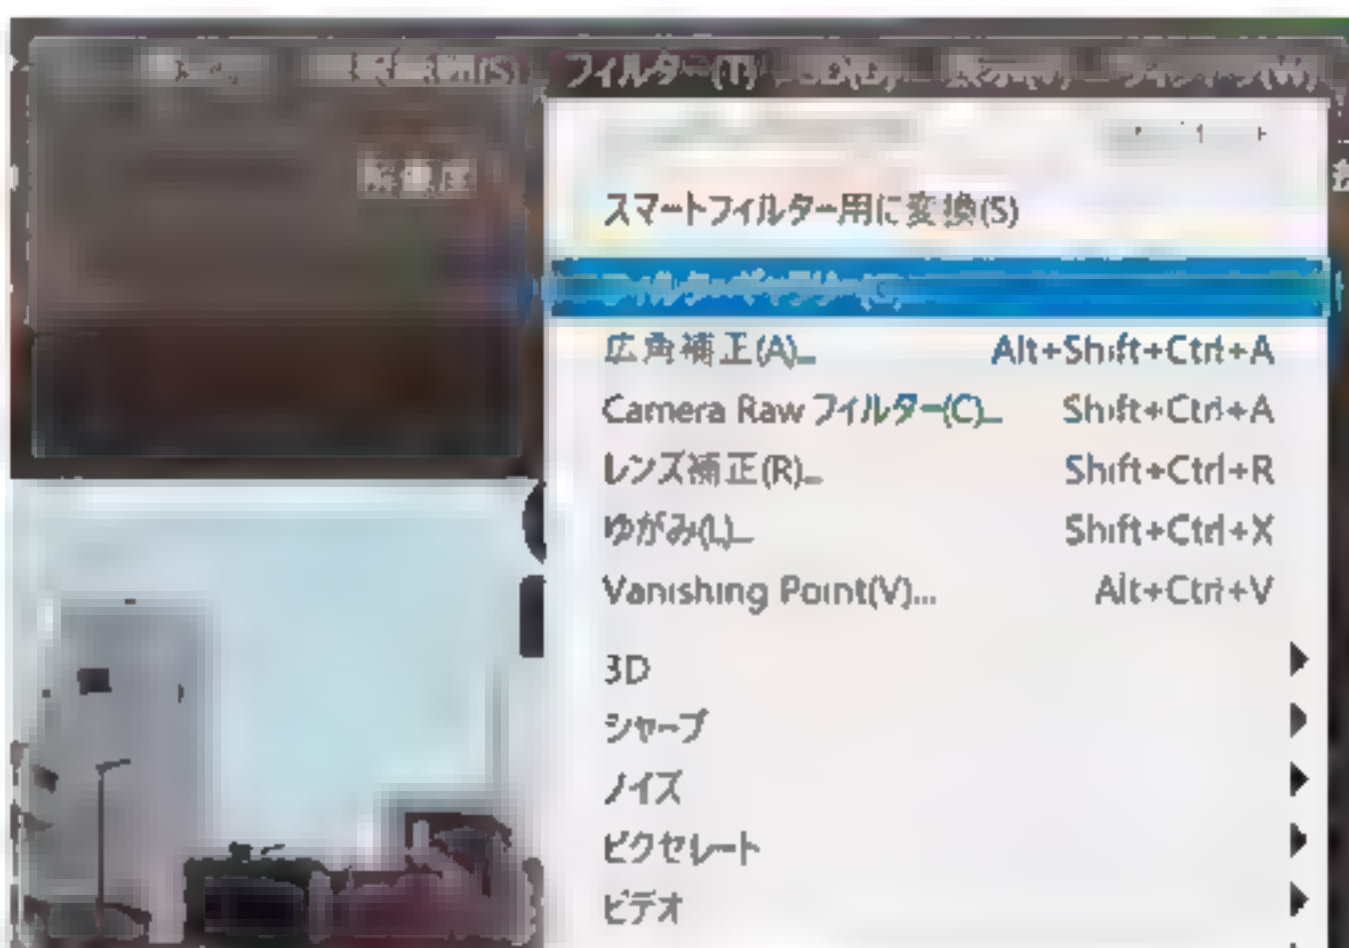 フィルター(T)
解像度
スマートフィルター用に変換(S)
広角補正(A)... Alt+Shift+Ctrl+A
Camera Raw フィルター(C)... Shift+Ctrl+A
レンズ補正(R)... Shift+Ctrl+R
ゆがみ(L)... Shift+Ctrl+X
Vanishing Point(V)... Alt+Ctrl+V
3D
シャープ
ノイズ
ピクセレート
ビデオ